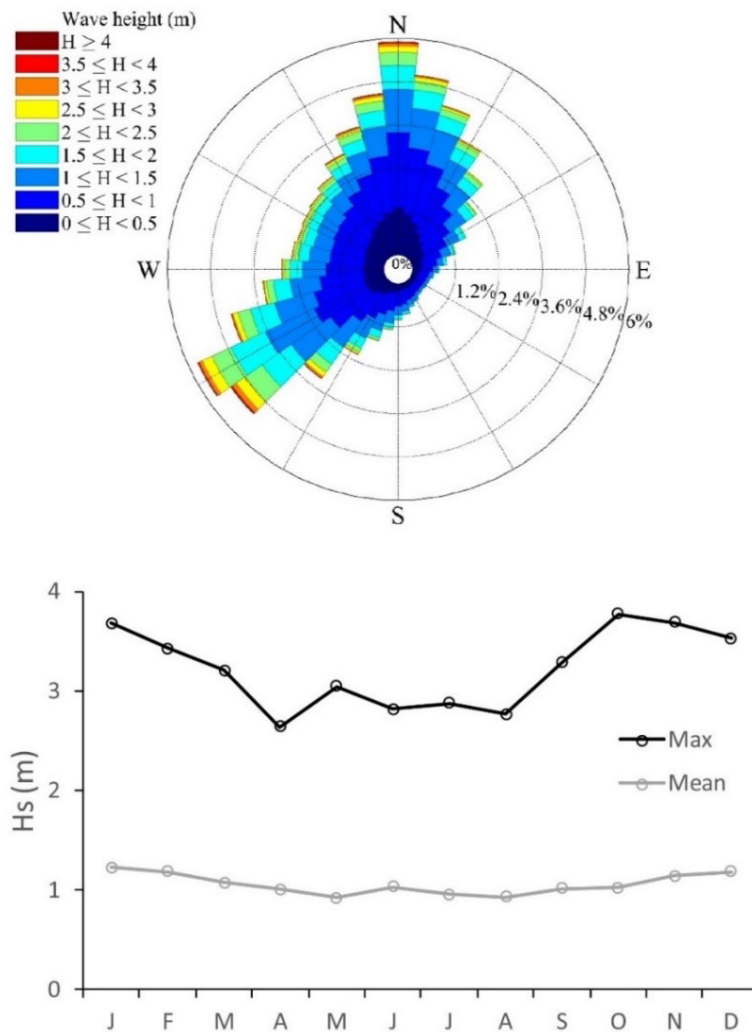 Wave height (m)
H ≥ 4
3.5 ≤ H < 4
3 ≤ H < 3.5
2.5 ≤ H < 3
2 ≤ H < 2.5
1.5 ≤ H < 2
1 ≤ H < 1.5
0.5 ≤ H < 1
0 ≤ H < 0.5
N
W
E
S
0%
1.2%
2.4%
3.6%
4.8%
6%
Hs (m)
4
3
2
1
0
Max
Mean
J F M A M J J A S O N D